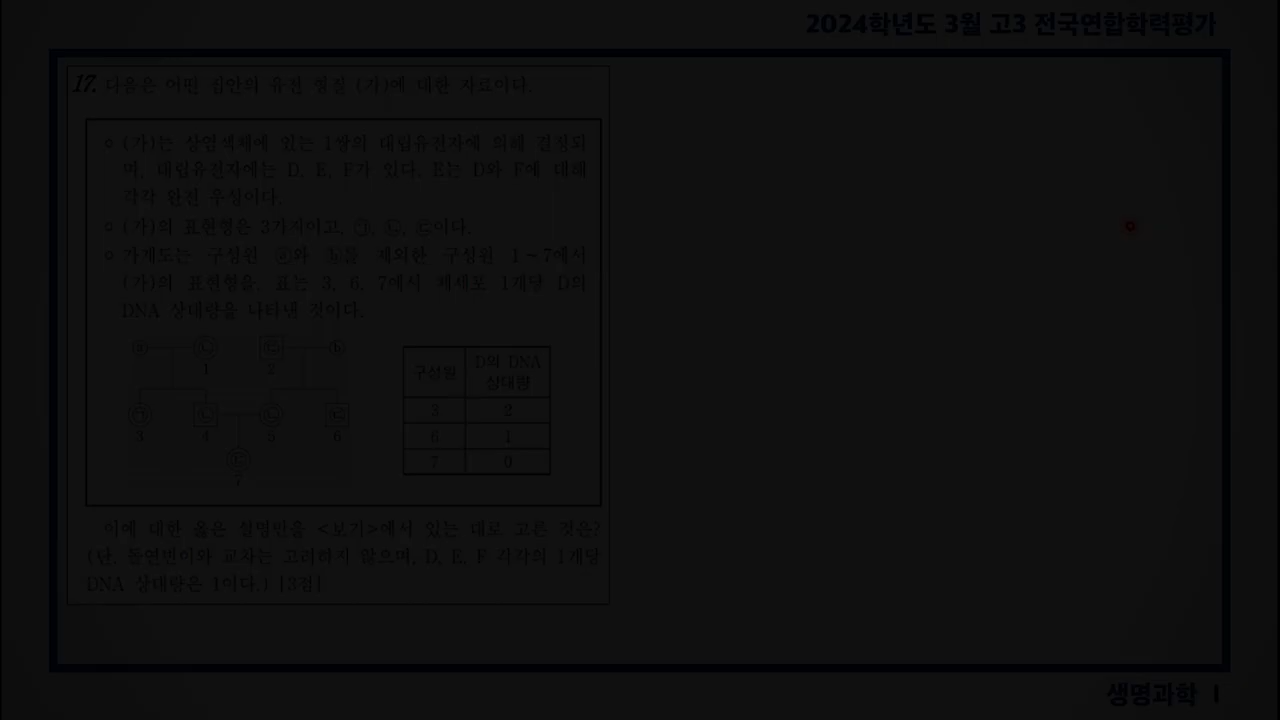 2024학년도 3월 고3 전국연합학력평가
17. 다음은 어떤 집안의 유전 형질 (가)에 대한 자료이다.
○ (가)는 상염색체에 있는 1쌍의 대립유전자에 의해 결정되
며, 대립유전자에는 D, E, F가 있다. E는 D와 F에 대해
각각 완전 우성이다.
○ (가)의 표현형은 3가지이고, ㉠, ㉡, ㉢이다.
○ 가계도는 구성원 ⓐ와 ⓑ를 제외한 구성원 1~7에서
(가)의 표현형을, 표는 3, 6, 7에서 체세포 1개당 D의
DNA 상대량을 나타낸 것이다.
ⓐ ㉡ ㉢ ⓑ
1 2
㉠ ㉡ ㉡
3 4 5 6
㉢
7
구성원 D의 DNA 상대량
3 2
6 1
7 0
이에 대한 옳은 설명만을 <보기>에서 있는 대로 고른 것은?
(단, 돌연변이와 교차는 고려하지 않으며, D, E, F 각각의 1개당
DNA 상대량은 1이다.) [3점]
생명과학 I